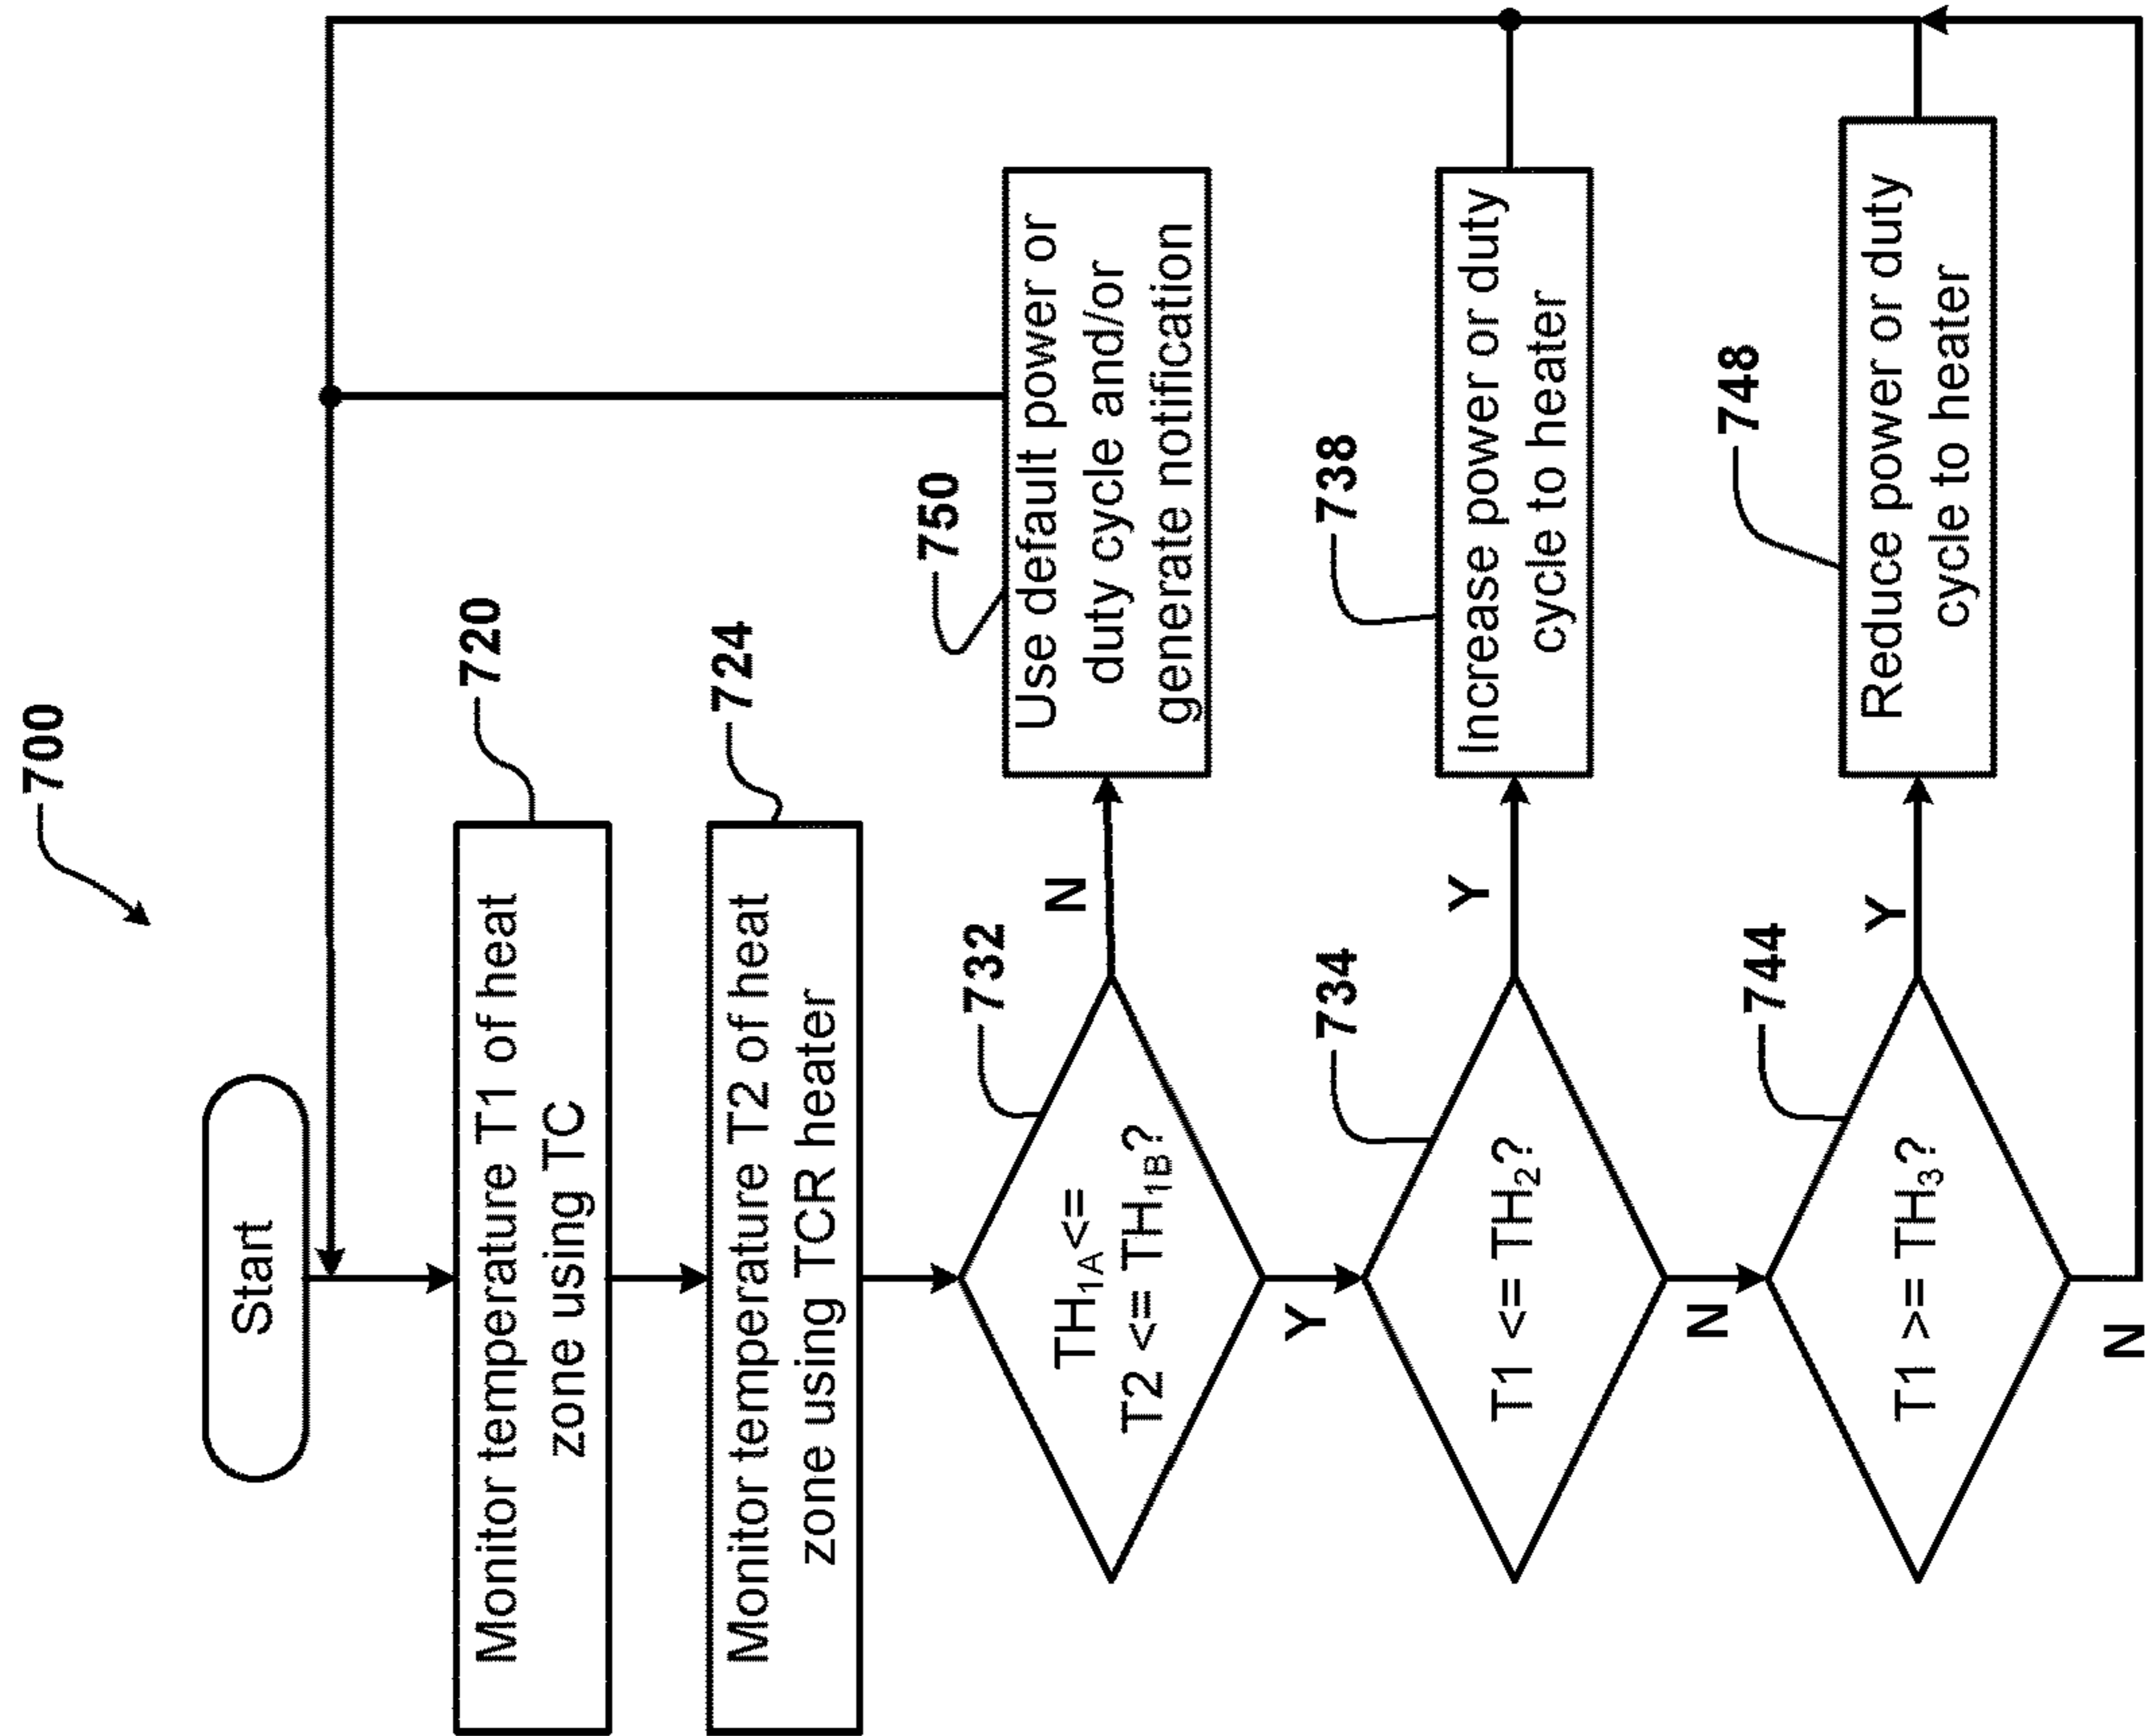 700
Start
Monitor temperature T1 of heat
zone using TC
720
Monitor temperature T2 of heat
zone using TCR heater
724
TH1A <=
T2 <= TH1B?
732
N
Y
Use default power or
duty cycle and/or
generate notification
750
T1 <= TH2?
734
Y
N
Increase power or duty
cycle to heater
738
T1 >= TH3?
744
Y
N
Reduce power or duty
cycle to heater
748